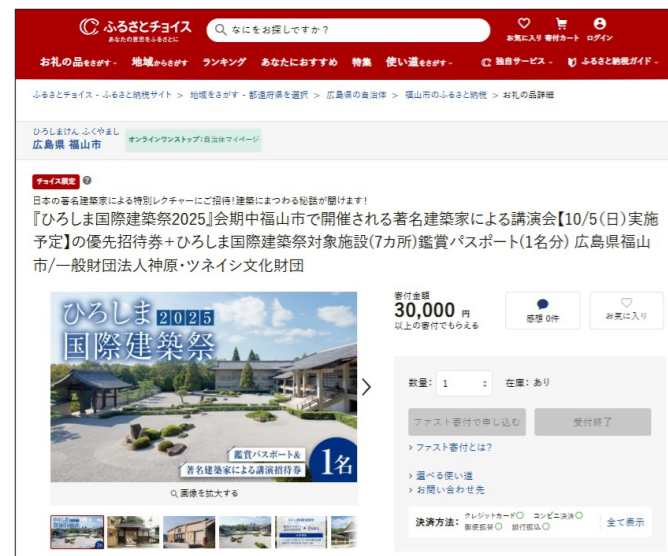 ふるさとチョイス
あなたの意思をふるさとに
なにをお探しですか？
お気に入り 寄付カート ログイン
お礼の品をさがす 地域からさがす ランキング あなたにおすすめ 特集 使い道をさがす 独自サービス ふるさと納税ガイド
ふるさとチョイス - ふるさと納税サイト > 地域をさがす - 都道府県を選択 > 広島県の自治体 > 福山市のふるさと納税 > お礼の品詳細
ひろしまけん ふくやまし
広島県 福山市
オンラインワンストップ：自治体マイページ
チョイス限定
日本の著名建築家による特別レクチャーにご招待！建築にまつわる秘話が聞けます！
『ひろしま国際建築祭2025』会期中福山市で開催される著名建築家による講演会【10/5（日）実施
予定】の優先招待券＋ひろしま国際建築祭対象施設(7カ所)鑑賞パスポート(1名分) 広島県福山
市/一般財団法人神原・ツネイシ文化財団
ひろしま 2025
国際建築祭
鑑賞パスポート&
著名建築家による講演招待券
1名
画像を拡大する
寄付金額
30,000 円
以上の寄付でもらえる
感想 0件
お気に入り
数量： 1 在庫： あり
ファスト寄付で申し込む
受付終了
> ファスト寄付とは？
> 選べる使い道
> お問い合わせ先
決済方法：
クレジットカード○ コンビニ決済○
郵便振替○ 銀行振込○
全て表示